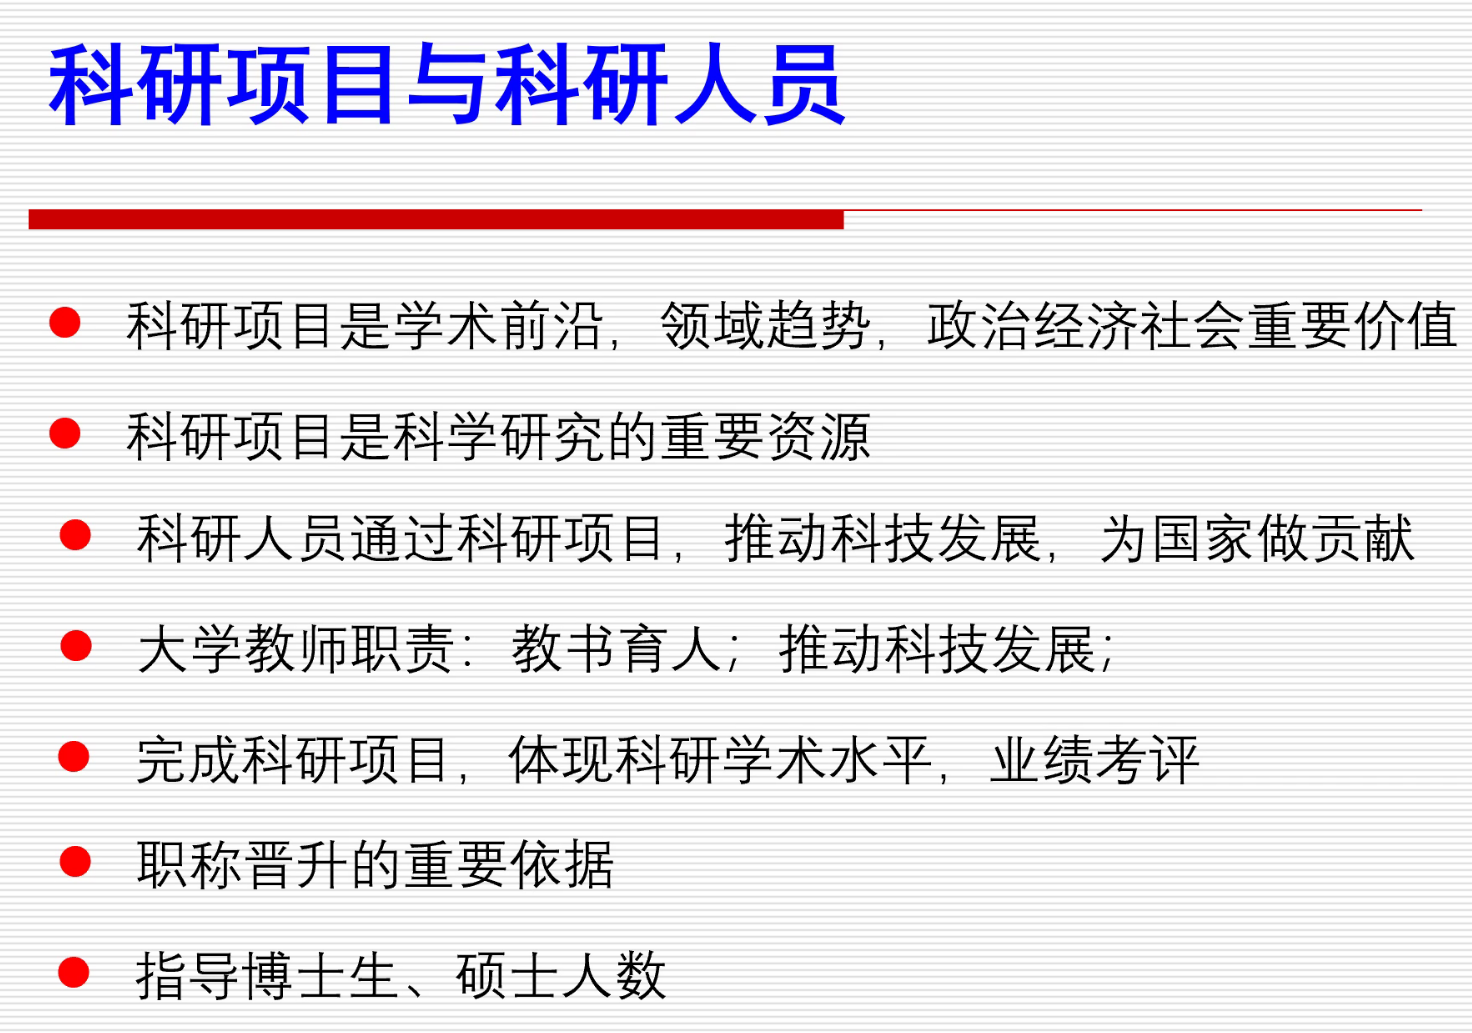 科研项目与科研人员
科研项目是学术前沿，领域趋势，政治经济社会重要价值
科研项目是科学研究的重要资源
科研人员通过科研项目，推动科技发展，为国家做贡献
大学教师职责：教书育人；推动科技发展；
完成科研项目，体现科研学术水平，业绩考评
职称晋升的重要依据
指导博士生、硕士人数